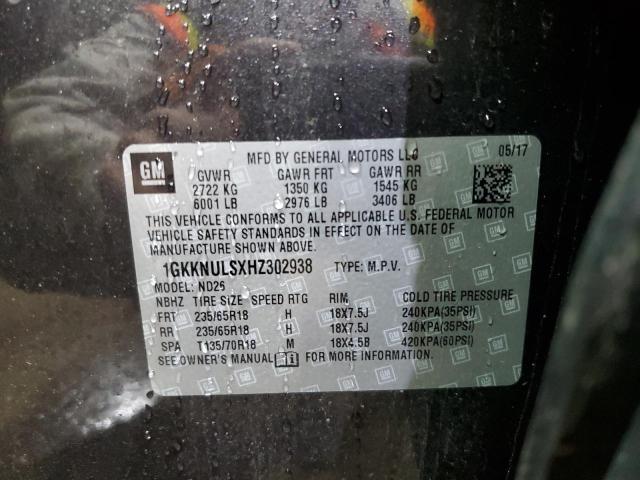 GM
MFD BY GENERAL MOTORS LLC 05/17
GVWR GAWR FRT GAWR RR
2722 KG 1350 KG 1545 KG
6001 LB 2976 LB 3406 LB
THIS VEHICLE CONFORMS TO ALL APPLICABLE U.S. FEDERAL MOTOR
VEHICLE SAFETY STANDARDS IN EFFECT ON THE DATE OF
MANUFACTURE SHOWN ABOVE.
1GKKNULSXHZ302938 TYPE: M.P.V.
MODEL: ND26
NBHZ TIRE SIZE SPEED RTG RIM COLD TIRE PRESSURE
FRT 235/65R18 H 18X7.5J 240KPA(35PSI)
RR 235/65R18 H 18X7.5J 240KPA(35PSI)
SPA T135/70R18 M 18X4.5B 420KPA(60PSI)
SEE OWNER'S MANUAL FOR MORE INFORMATION.